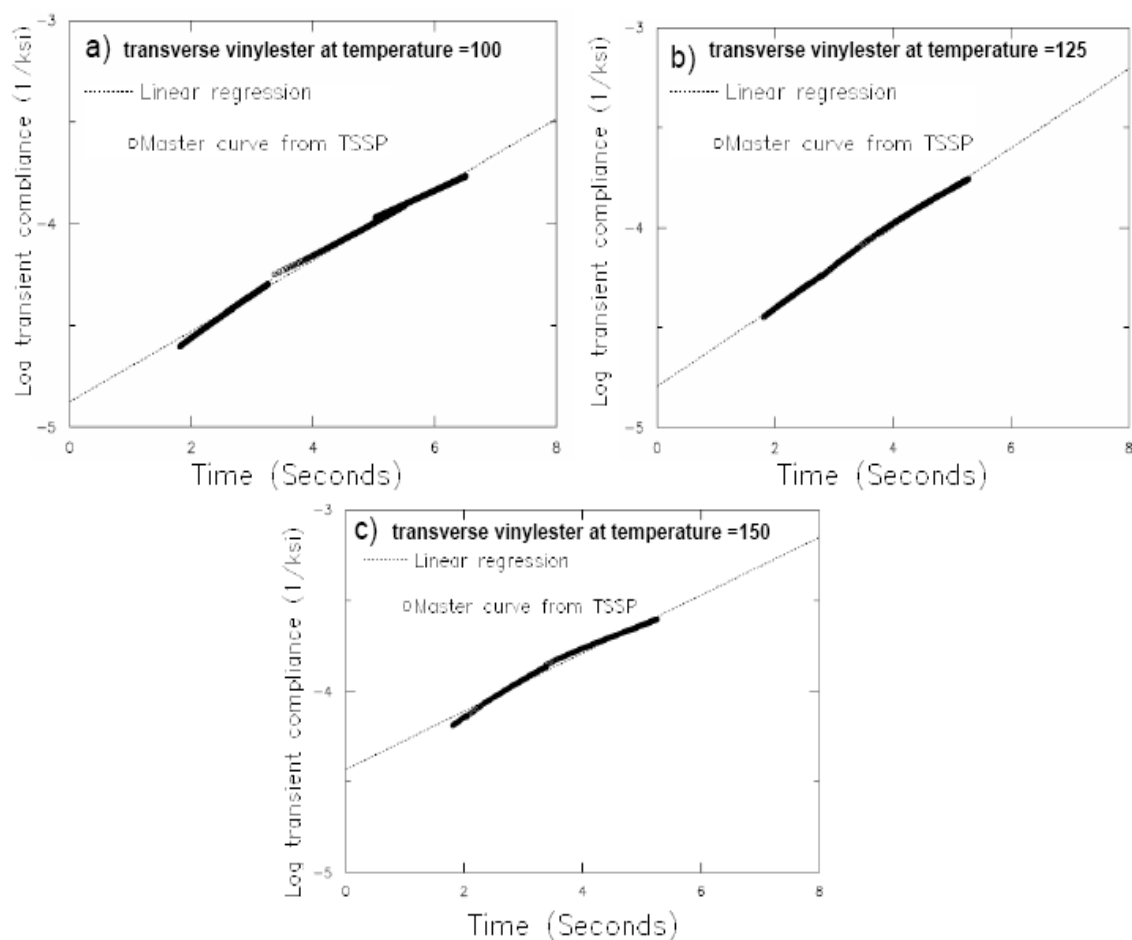 a) transverse vinylester at temperature =100
Linear regression
Master curve from TSSP
Log transient compliance (1/ksi)
-3
-4
-5
0 2 4 6 8
Time (Seconds)
b) transverse vinylester at temperature =125
Linear regression
Master curve from TSSP
Log transient compliance (1/ksi)
-3
-4
-5
0 2 4 6 8
Time (Seconds)
c) transverse vinylester at temperature =150
Linear regression
Master curve from TSSP
Log transient compliance (1/ksi)
-3
-4
-5
0 2 4 6 8
Time (Seconds)